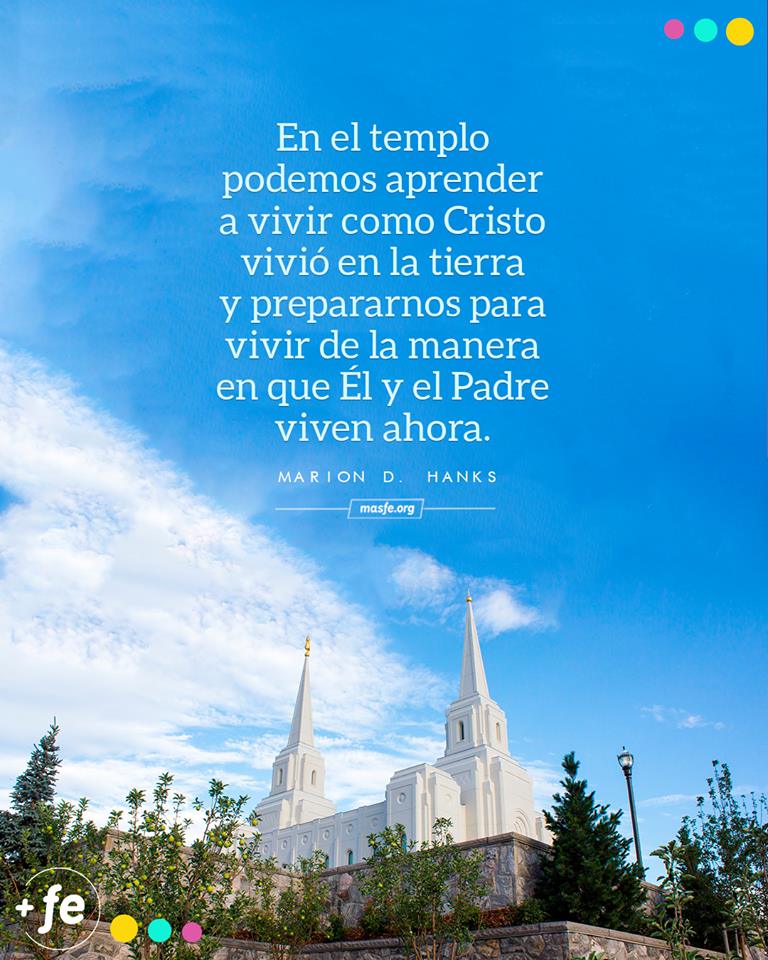 En el templo
podemos aprender
a vivir como Cristo
vivió en la tierra
y prepararnos para
vivir de la manera
en que Él y el Padre
viven ahora.
MARION D. HANKS
masfe.org
+fe